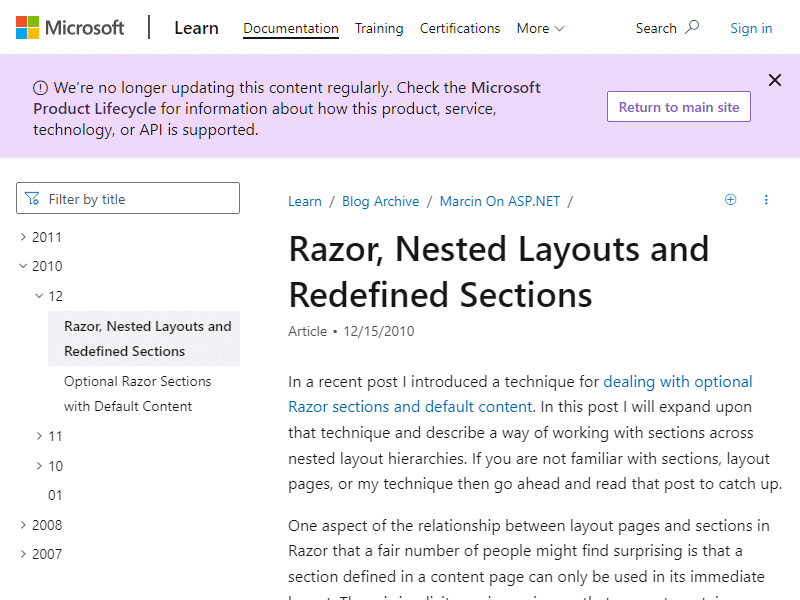 Microsoft
Learn
Documentation
Training
Certifications
More
Search
Sign in
We're no longer updating this content regularly. Check the Microsoft
Product Lifecycle for information about how this product, service,
technology, or API is supported.
Return to main site
Filter by title
2011
2010
12
Razor, Nested Layouts and
Redefined Sections
Optional Razor Sections
with Default Content
11
10
01
2008
2007
Learn / Blog Archive / Marcin On ASP.NET /
Razor, Nested Layouts and
Redefined Sections
Article • 12/15/2010
In a recent post I introduced a technique for dealing with optional
Razor sections and default content. In this post I will expand upon
that technique and describe a way of working with sections across
nested layout hierarchies. If you are not familiar with sections, layout
pages, or my technique then go ahead and read that post to catch up.
One aspect of the relationship between layout pages and sections in
Razor that a fair number of people might find surprising is that a
section defined in a content page can only be used in its immediate